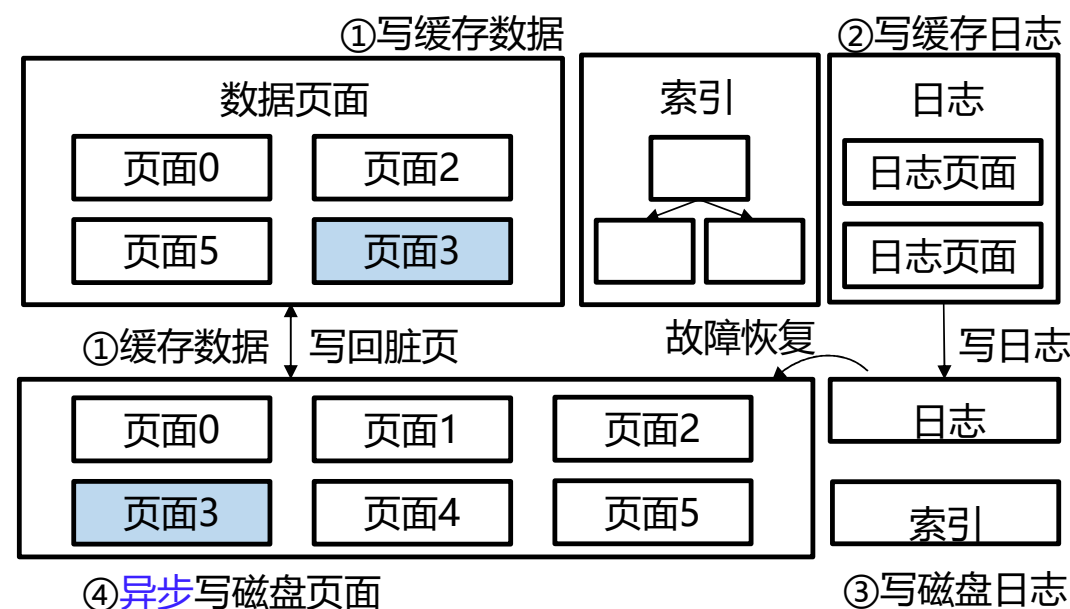 ①写缓存数据
②写缓存日志
数据页面
索引
日志
页面0
页面2
日志页面
页面5
页面3
日志页面
①缓存数据
写回脏页
故障恢复
写日志
页面0
页面1
页面2
日志
页面3
页面4
页面5
索引
④异步写磁盘页面
③写磁盘日志